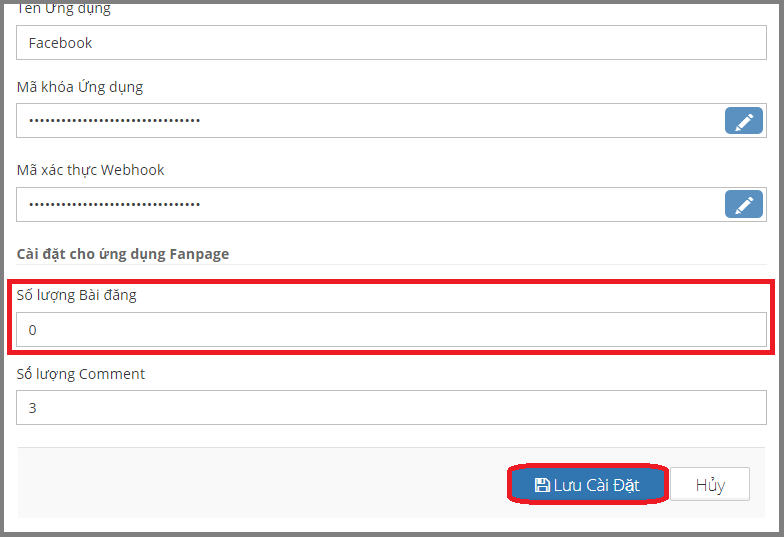 Tên Ứng dụng
Facebook
Mã khóa Ứng dụng
••••••••••••••••••••••••••••••••
Mã xác thực Webhook
••••••••••••••••••••••••••••••••
Cài đặt cho ứng dụng Fanpage
Số lượng Bài đăng
0
Số lượng Comment
3
Lưu Cài Đặt Hủy